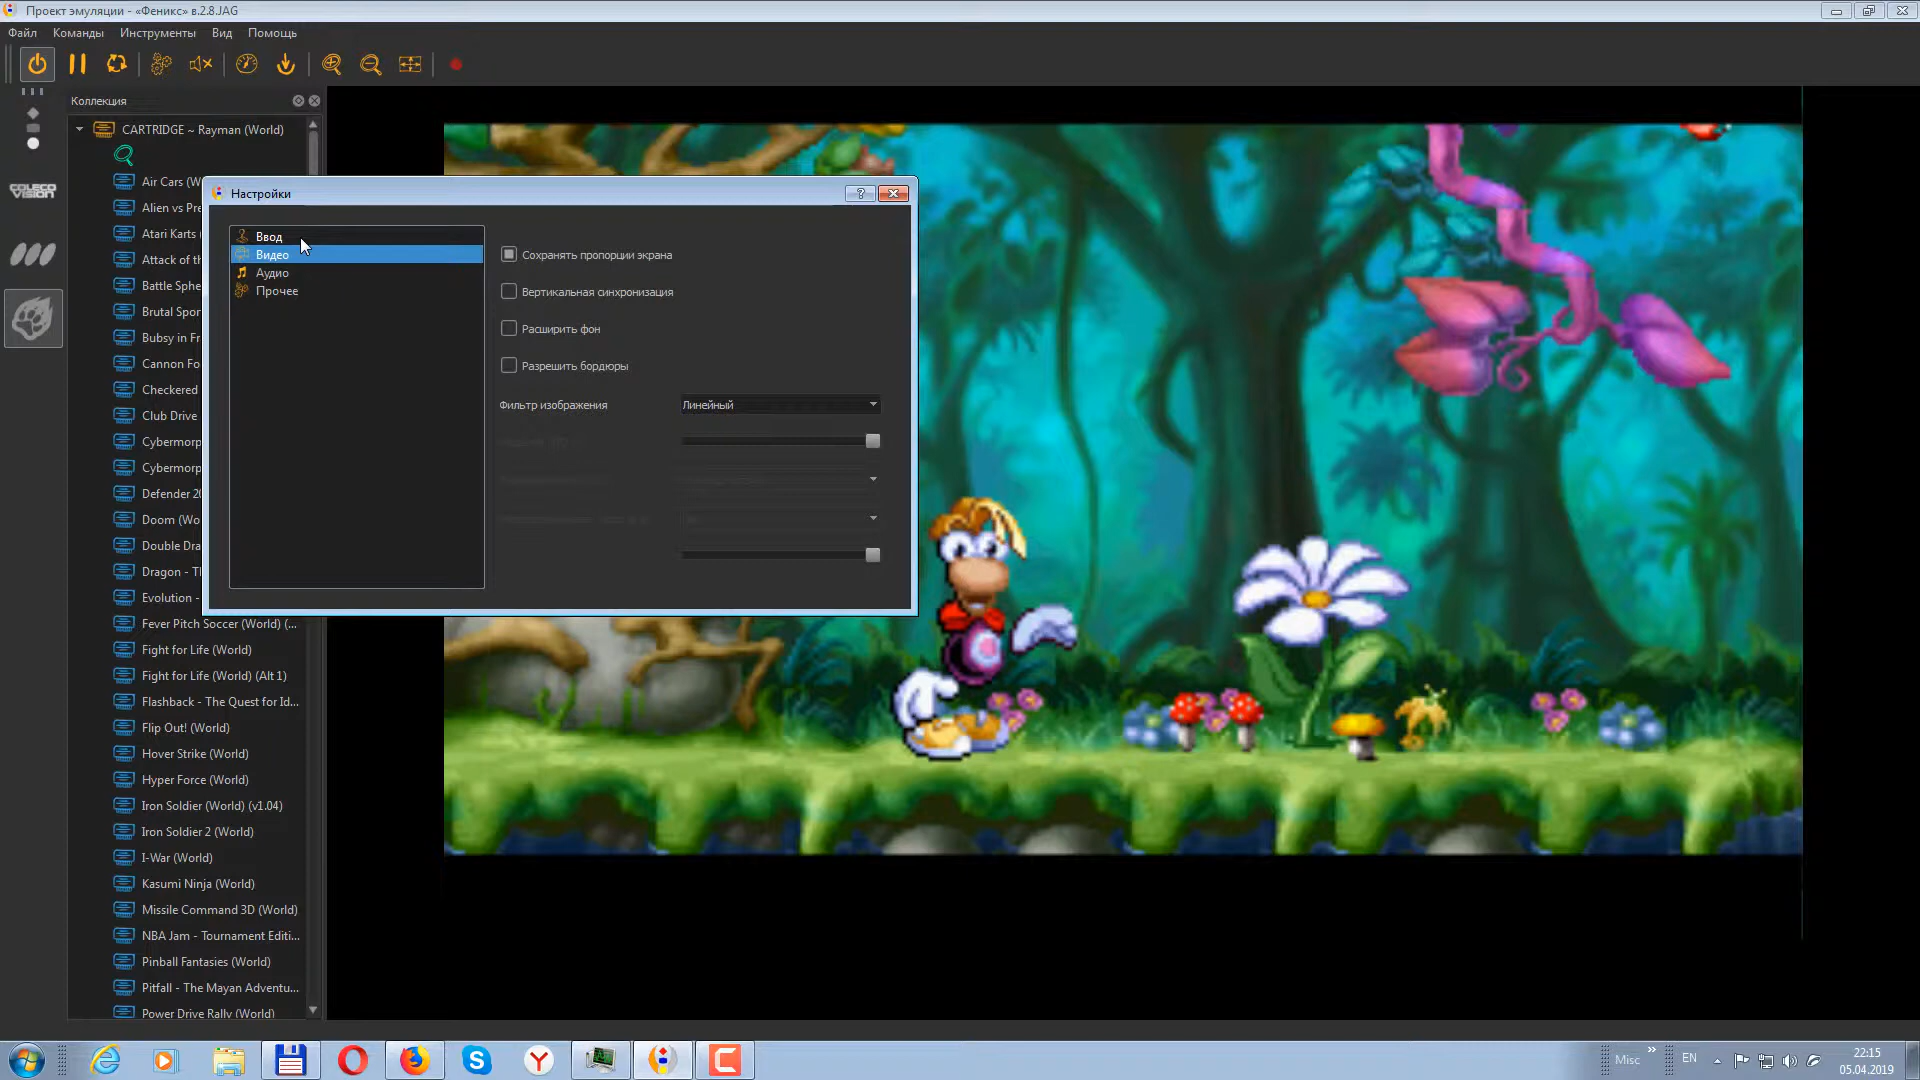 Проект эмуляции - «Феникс» в.2.8.JAG
Файл Команды Инструменты Вид Помощь
Коллекция
CARTRIDGE ~ Rayman (World)
COLECO
VISION
Air Cars (W
Alien vs Pre
Atari Karts (
Attack of th
Battle Sphe
Brutal Spor
Bubsy in Fr
Cannon Fo
Checkered
Club Drive
Cybermorp
Cybermorp
Defender 20
Doom (Wo
Double Dra
Dragon - Th
Evolution -
Fever Pitch Soccer (World) (...
Fight for Life (World)
Fight for Life (World) (Alt 1)
Flashback - The Quest for Id...
Flip Out! (World)
Hover Strike (World)
Hyper Force (World)
Iron Soldier (World) (v1.04)
Iron Soldier 2 (World)
I-War (World)
Kasumi Ninja (World)
Missile Command 3D (World)
NBA Jam - Tournament Editi...
Pinball Fantasies (World)
Pitfall - The Mayan Adventu...
Power Drive Rally (World)
Настройки
Ввод
Видео
Аудио
Прочее
Сохранять пропорции экрана
Вертикальная синхронизация
Расширить фон
Разрешить бордюры
Фильтр изображения
Линейный
Misc
EN
22:15
05.04.2019